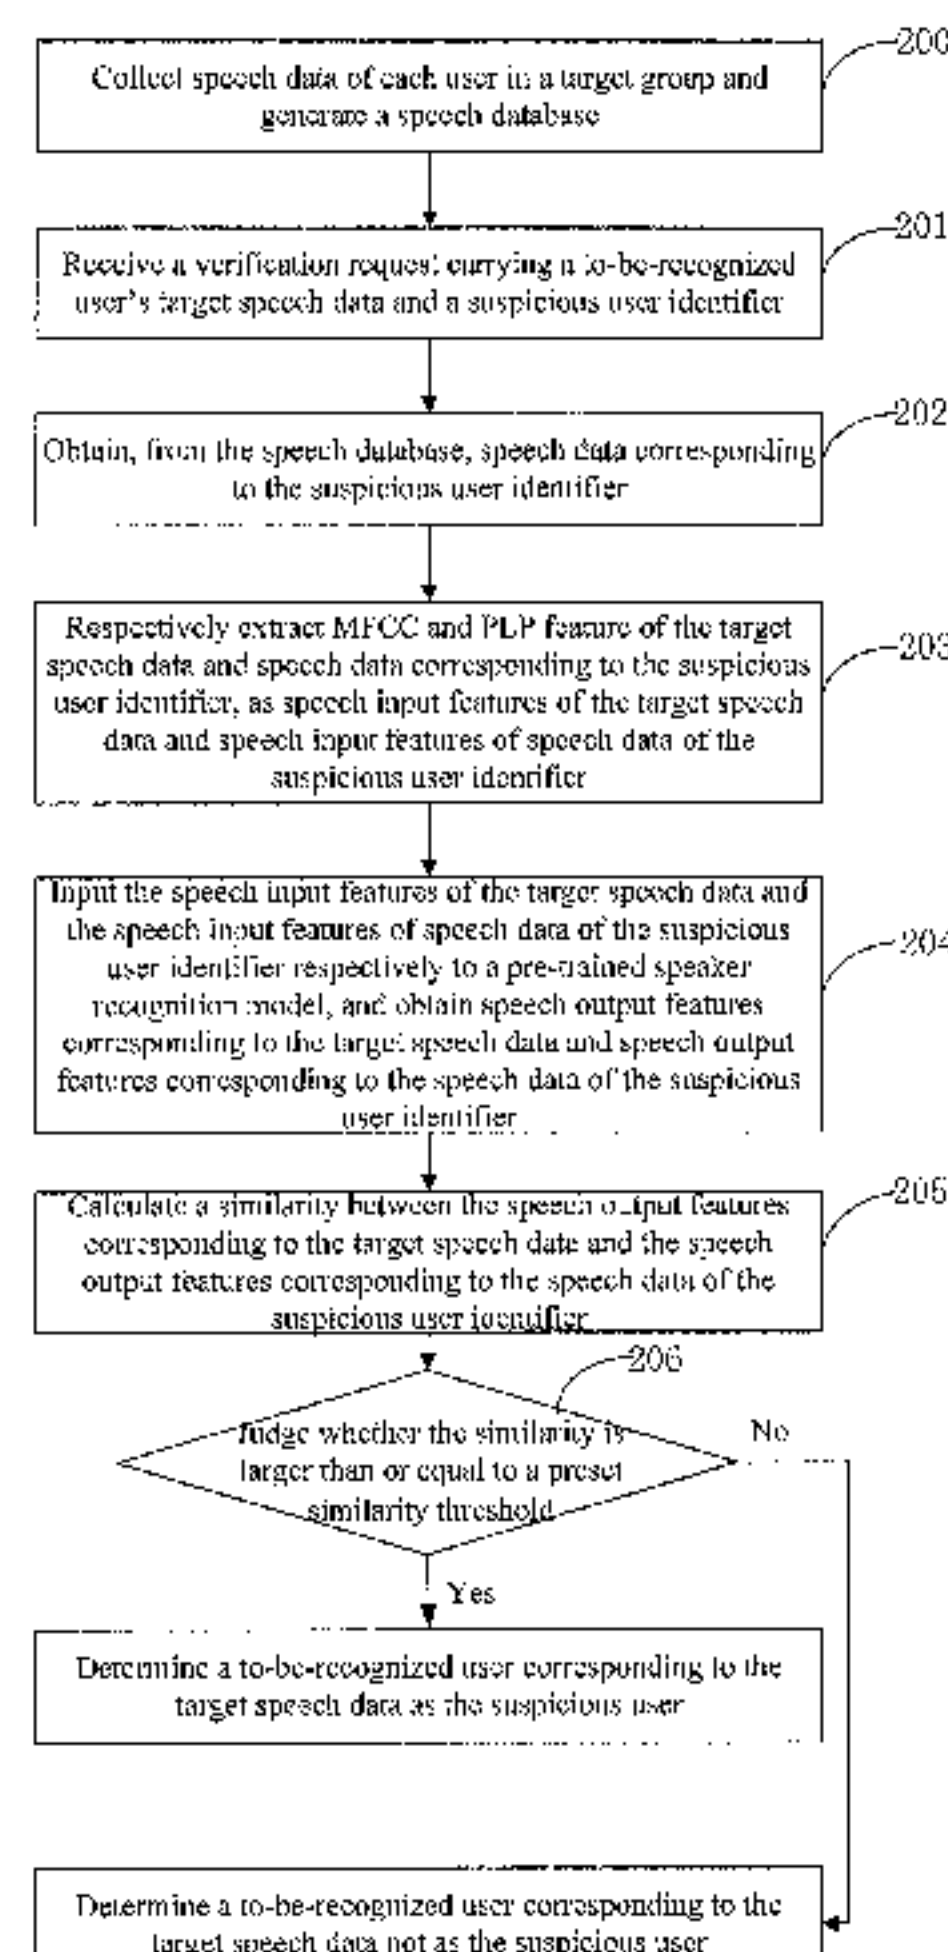 200
Collect speech data of each user in a target group and
generate a speech database
201
Receive a verification request carrying a to-be-recognized
user's target speech data and a suspicious user identifier
202
Obtain, from the speech database, speech data corresponding
to the suspicious user identifier
203
Respectively extract MFCC and PLP feature of the target
speech data and speech data corresponding to the suspicious
user identifier, as speech input features of the target speech
data and speech input features of speech data of the
suspicious user identifier
204
Input the speech input features of the target speech data and
the speech input features of speech data of the suspicious
user identifier respectively to a pre-trained speaker
recognition model, and obtain speech output features
corresponding to the target speech data and speech output
features corresponding to the speech data of the suspicious
user identifier
205
Calculate a similarity between the speech output features
corresponding to the target speech date and the speech
output features corresponding to the speech data of the
suspicious user identifier
206
Judge whether the similarity is
larger than or equal to a preset
similarity threshold
No
Yes
Determine a to-be-recognized user corresponding to the
target speech data as the suspicious user
Determine a to-be-recognized user corresponding to the
target speech data not as the suspicious user